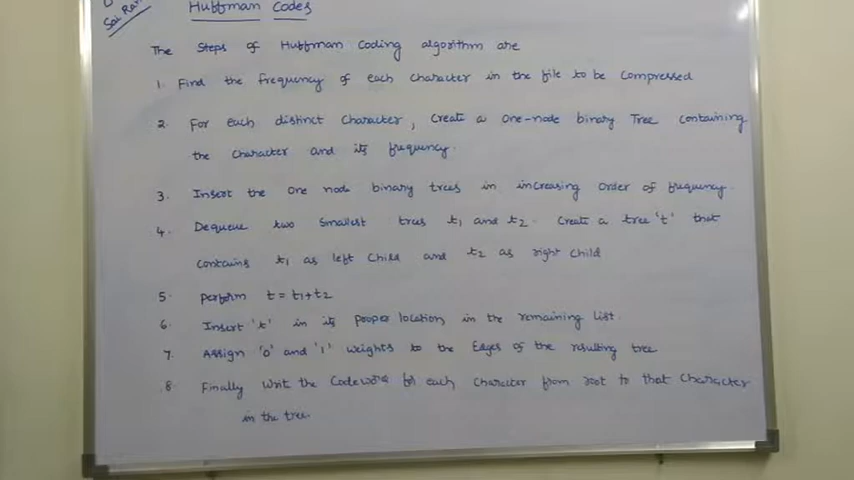 Sai Ram
Huffman Codes
The Steps of Huffman Coding algorithm are
1. Find the frequency of each character in the file to be compressed
2. For each distinct character, create a one-node binary Tree containing
the character and its frequency.
3. Insert the one node binary trees in increasing order of frequency.
4. Dequeue two smallest trees t1 and t2. Create a tree 't' that
contains t1 as left child and t2 as right child
5. perform t = t1+t2
6. Insert 't' in its proper location in the remaining list.
7. Assign '0' and '1' weights to the Edges of the resulting tree
8. Finally write the Codeword for each character from root to that character
in the tree.